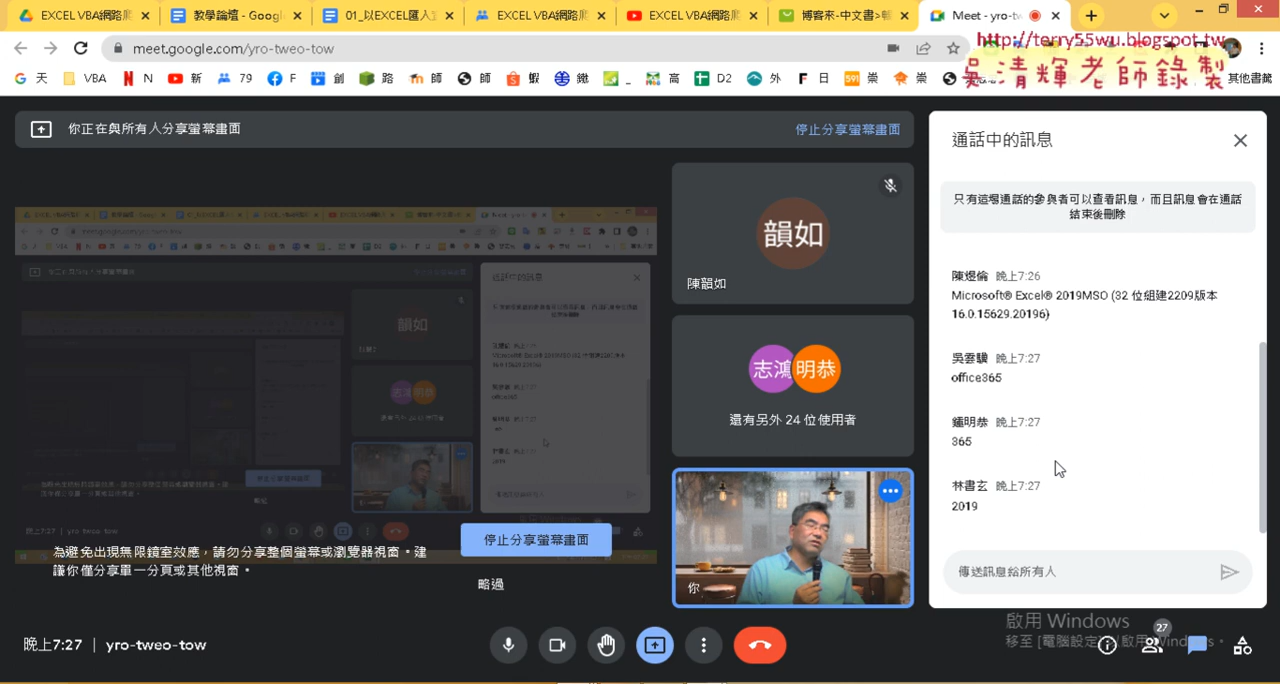 EXCEL VBA網路爬
教學論壇 - Googl
01_以EXCEL匯入
EXCEL VBA網路爬
EXCEL VBA網路爬
博客來-中文書>
Meet - yro-tw
meet.google.com/yro-tweo-tow
http://terry55wu.blogspot.tw
吳清輝老師錄製
天
VBA
N
新
79
F
創
路
師
師
蝦
高
D2
外
日
崇
崇
其他書籤
你正在與所有人分享螢幕畫面
停止分享螢幕畫面
韻如
陳韻如
志鴻
明恭
還有另外 24 位使用者
你
停止分享螢幕畫面
為避免出現無限鏡室效應，請勿分享整個螢幕或瀏覽器視窗。建
議你僅分享單一分頁或其他視窗。
略過
通話中的訊息
只有這場通話的參與者可以查看訊息，而且訊息會在通話
結束後刪除
陳煜倫 晚上7:26
Microsoft® Excel® 2019MSO (32 位組建2209版本
16.0.15629.20196)
晚上7:27
office365
鍾明恭 晚上7:27
365
林書玄 晚上7:27
2019
傳送訊息給所有人
啟用 Windows
移至 [電腦設定] 以啟用 Windows。
27
晚上7:27 | yro-tweo-tow